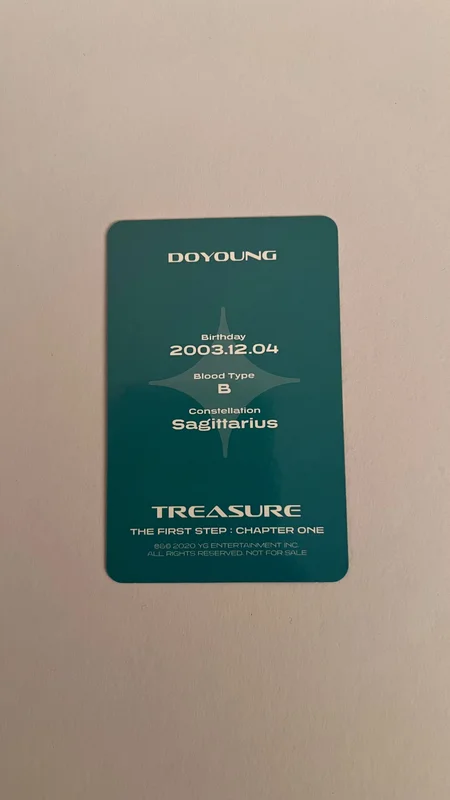 DOYOUNG
Birthday
2003.12.04
Blood Type
B
Constellation
Sagittarius
TREASURE
THE FIRST STEP : CHAPTER ONE
℗&© 2020 YG ENTERTAINMENT INC.
ALL RIGHTS RESERVED. NOT FOR SALE